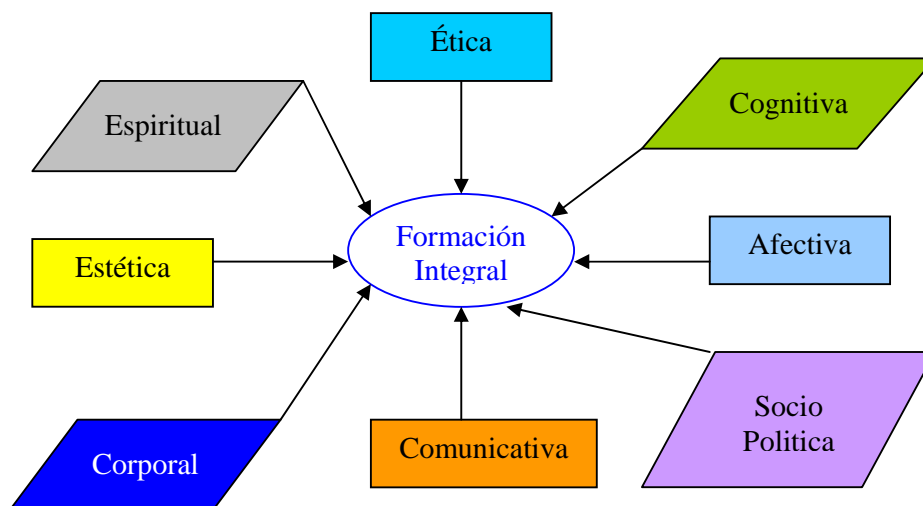 Ética
Espiritual
Cognitiva
Formación
Integral
Estética
Afectiva
Corporal
Comunicativa
Socio
Politica